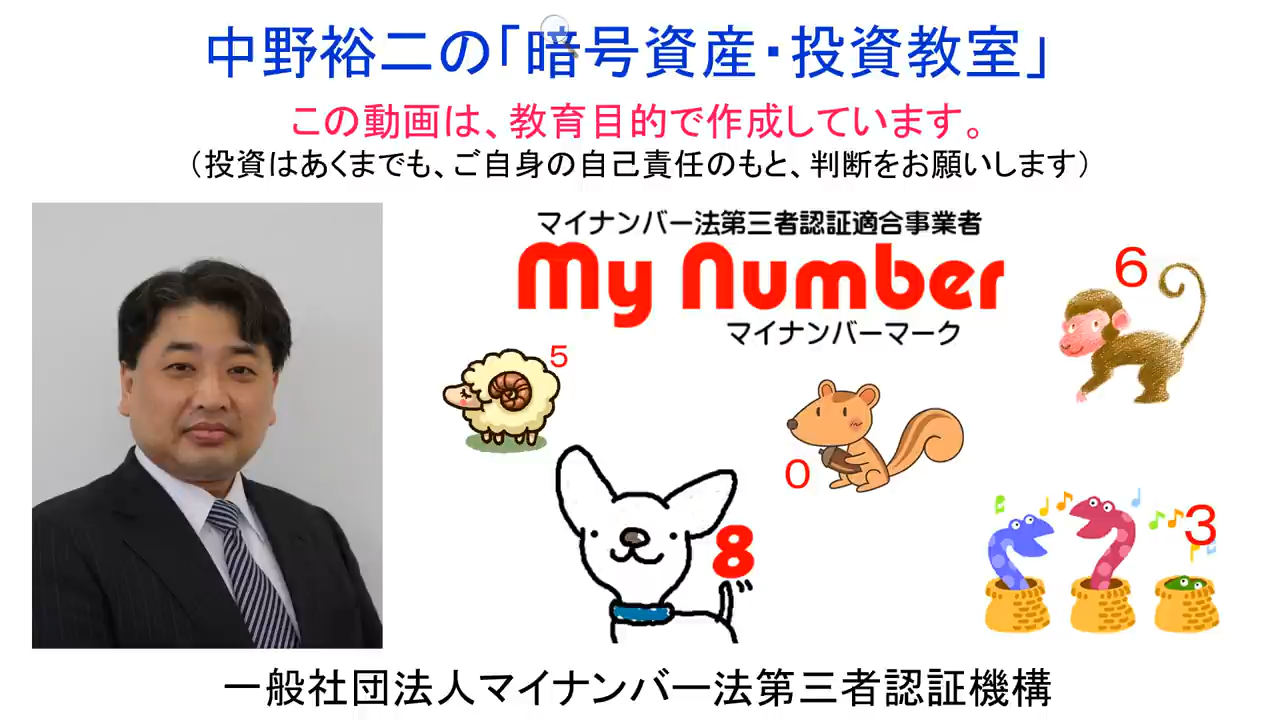 中野裕二の「暗号資産・投資教室」
この動画は、教育目的で作成しています。
（投資はあくまでも、ご自身の自己責任のもと、判断をお願いします）
マイナンバー法第三者認証適合事業者
My Number
マイナンバーマーク
6
5
0
8
3
一般社団法人マイナンバー法第三者認証機構